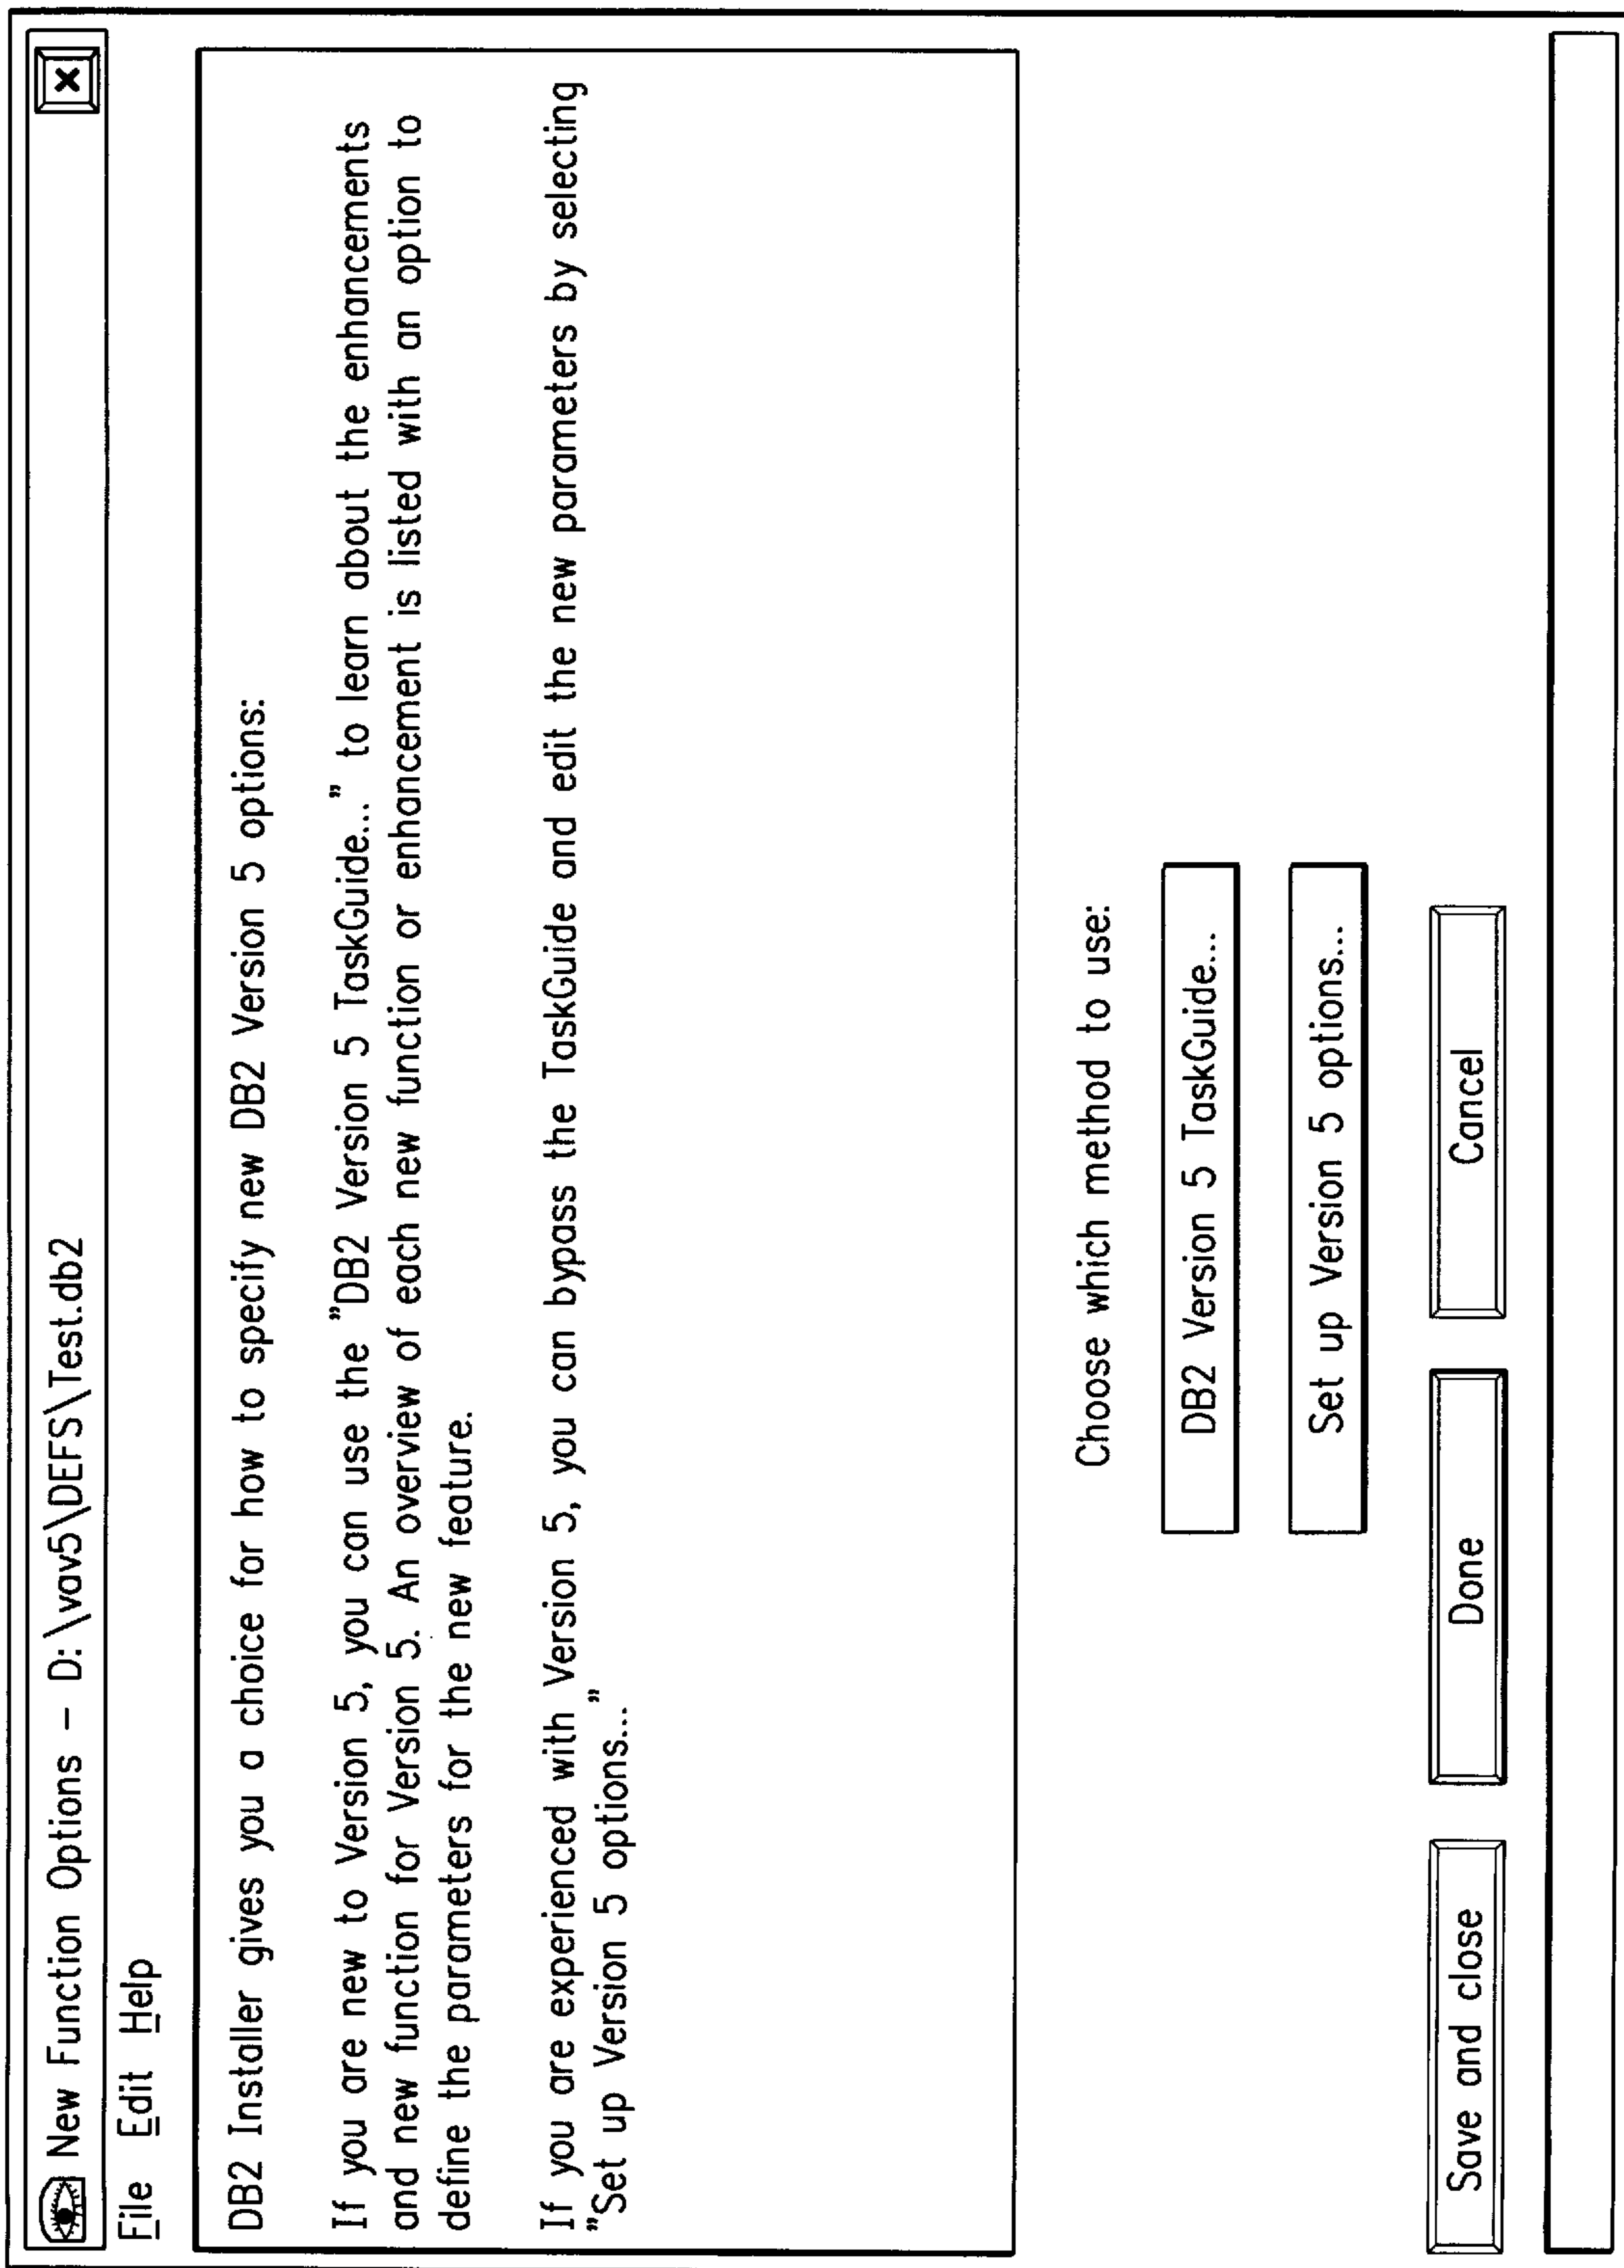 New Function Options – D:\vav5\DEFS\Test.db2
File Edit Help
DB2 Installer gives you a choice for how to specify new DB2 Version 5 options:
If you are new to Version 5, you can use the "DB2 Version 5 TaskGuide..." to learn about the enhancements
and new function for Version 5. An overview of each new function or enhancement is listed with an option to
define the parameters for the new feature.
If you are experienced with Version 5, you can bypass the TaskGuide and edit the new parameters by selecting
"Set up Version 5 options..."
Choose which method to use:
DB2 Version 5 TaskGuide...
Set up Version 5 options...
Save and close
Done
Cancel